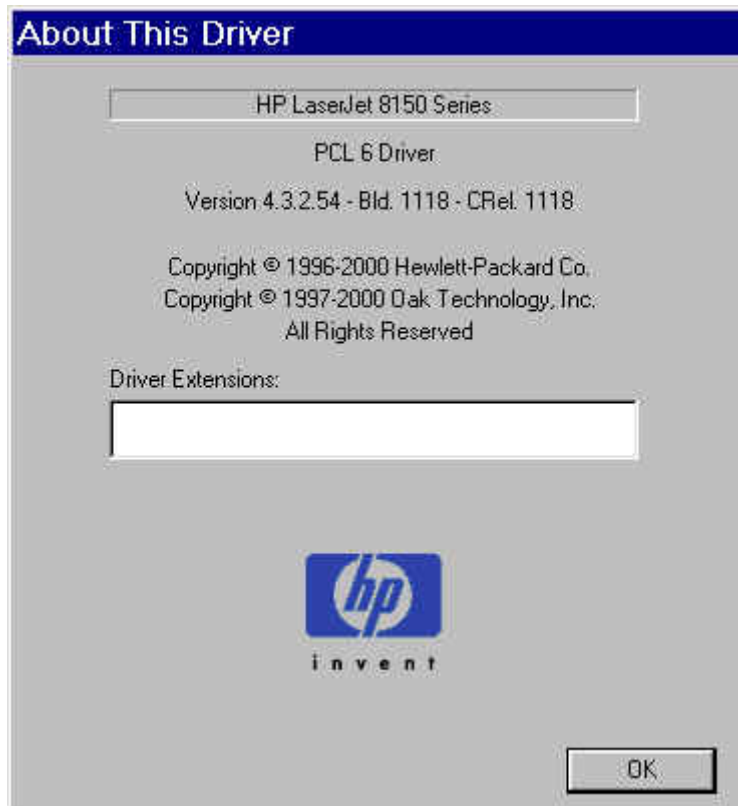 About This Driver
HP LaserJet 8150 Series
PCL 6 Driver
Version 4.3.2.54 - Bld. 1118 - CRel. 1118
Copyright © 1996-2000 Hewlett-Packard Co.
Copyright © 1997-2000 Oak Technology, Inc.
All Rights Reserved
Driver Extensions:
hp
invent
OK